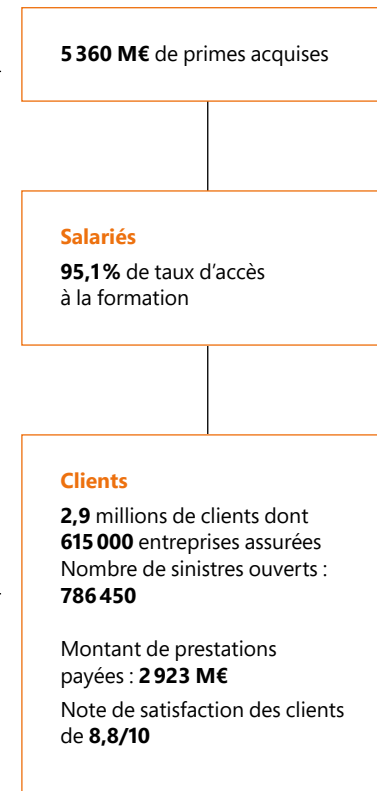 5 360 M€ de primes acquises
Salariés
95,1 % de taux d'accès
à la formation
Clients
2,9 millions de clients dont
615 000 entreprises assurées
Nombre de sinistres ouverts :
786 450
Montant de prestations
payées : 2 923 M€
Note de satisfaction des clients
de 8,8/10